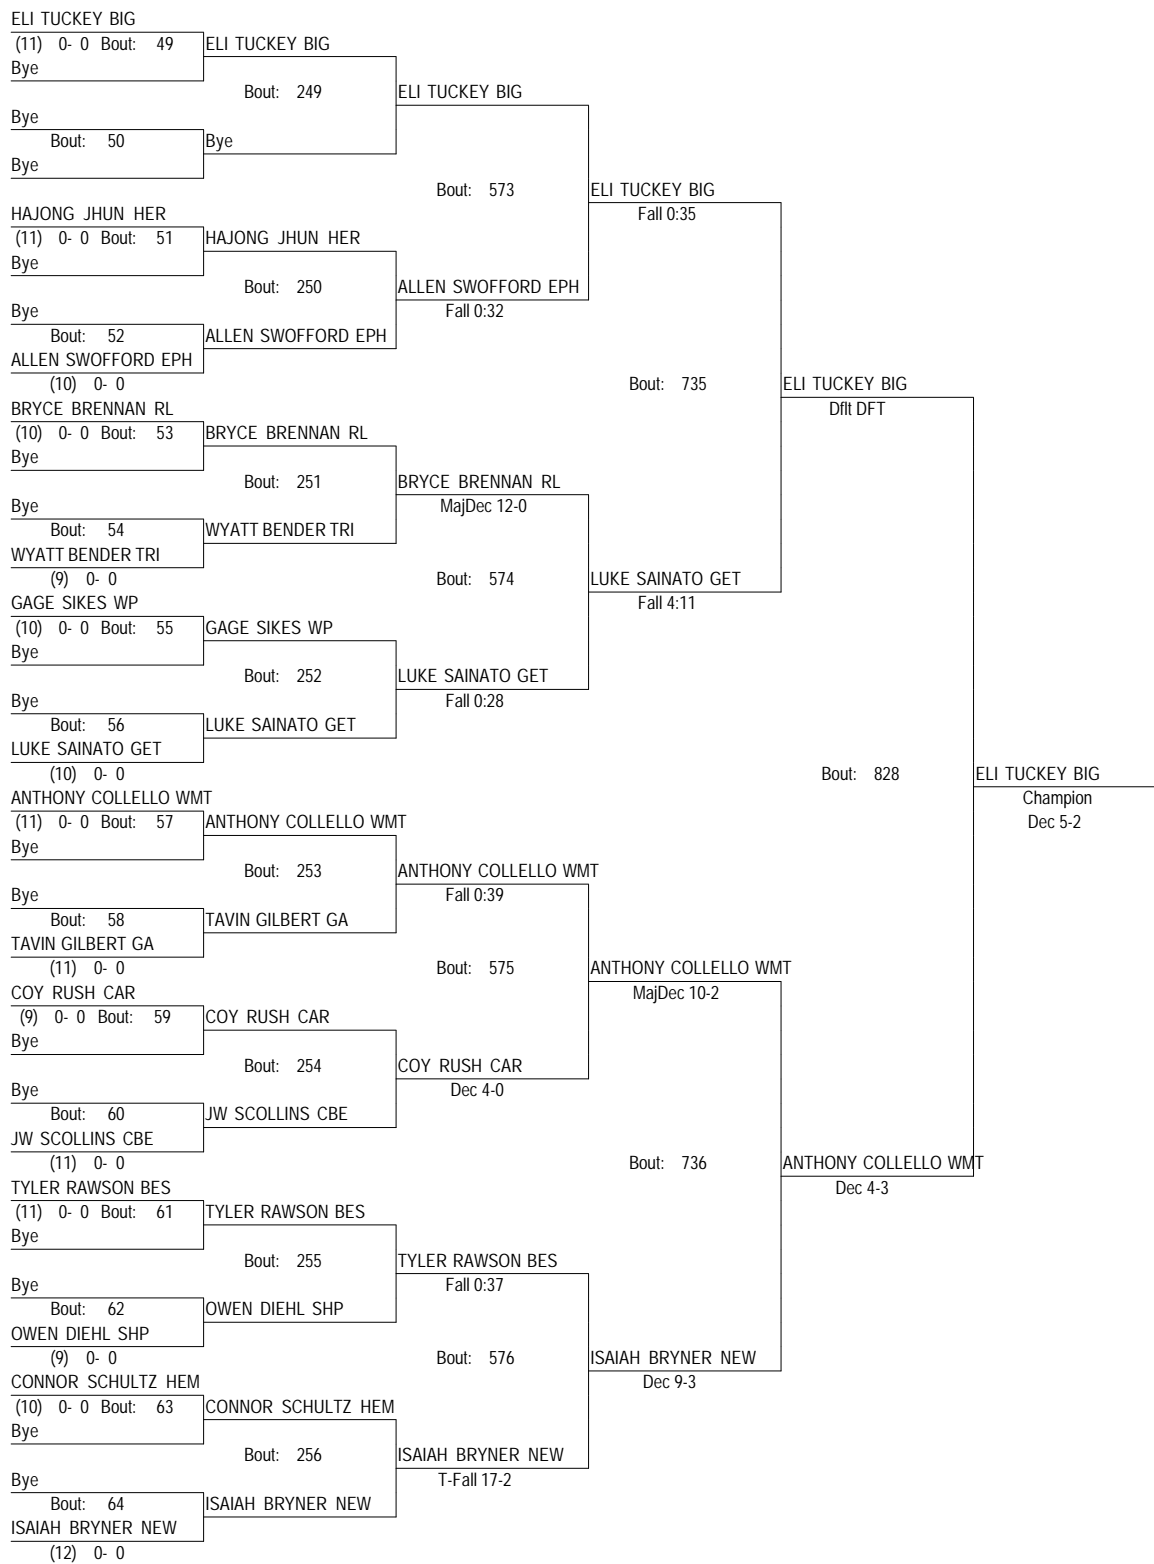 ELI TUCKEY BIG
(11) 0- 0 Bout: 49 ELI TUCKEY BIG
Bye
Bout: 249 ELI TUCKEY BIG
Bye
Bout: 50 Bye
Bye
Bout: 573 ELI TUCKEY BIG
HAJONG JHUN HER Fall 0:35
(11) 0- 0 Bout: 51 HAJONG JHUN HER
Bye
Bout: 250 ALLEN SWOFFORD EPH
Bye Fall 0:32
Bout: 52 ALLEN SWOFFORD EPH
ALLEN SWOFFORD EPH
(10) 0- 0 Bout: 735 ELI TUCKEY BIG
BRYCE BRENNAN RL Dflt DFT
(10) 0- 0 Bout: 53 BRYCE BRENNAN RL
Bye
Bout: 251 BRYCE BRENNAN RL
Bye MajDec 12-0
Bout: 54 WYATT BENDER TRI
WYATT BENDER TRI
(9) 0- 0 Bout: 574 LUKE SAINATO GET
GAGE SIKES WP Fall 4:11
(10) 0- 0 Bout: 55 GAGE SIKES WP
Bye
Bout: 252 LUKE SAINATO GET
Bye Fall 0:28
Bout: 56 LUKE SAINATO GET
LUKE SAINATO GET
(10) 0- 0 Bout: 828 ELI TUCKEY BIG
ANTHONY COLLELLO WMT Champion
(11) 0- 0 Bout: 57 ANTHONY COLLELLO WMT Dec 5-2
Bye
Bout: 253 ANTHONY COLLELLO WMT
Bye Fall 0:39
Bout: 58 TAVIN GILBERT GA
TAVIN GILBERT GA
(11) 0- 0 Bout: 575 ANTHONY COLLELLO WMT
COY RUSH CAR MajDec 10-2
(9) 0- 0 Bout: 59 COY RUSH CAR
Bye
Bout: 254 COY RUSH CAR
Bye Dec 4-0
Bout: 60 JW SCOLLINS CBE
JW SCOLLINS CBE
(11) 0- 0 Bout: 736 ANTHONY COLLELLO WMT
TYLER RAWSON BES Dec 4-3
(11) 0- 0 Bout: 61 TYLER RAWSON BES
Bye
Bout: 255 TYLER RAWSON BES
Bye Fall 0:37
Bout: 62 OWEN DIEHL SHP
OWEN DIEHL SHP
(9) 0- 0 Bout: 576 ISAIAH BRYNER NEW
CONNOR SCHULTZ HEM Dec 9-3
(10) 0- 0 Bout: 63 CONNOR SCHULTZ HEM
Bye
Bout: 256 ISAIAH BRYNER NEW
Bye T-Fall 17-2
Bout: 64 ISAIAH BRYNER NEW
ISAIAH BRYNER NEW
(12) 0- 0